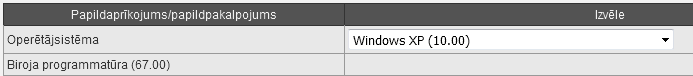 Papildaprīkojums/papildpakalpojums Izvēle
Operētājsistēma Windows XP (10.00)
Biroja programmatūra (67.00)